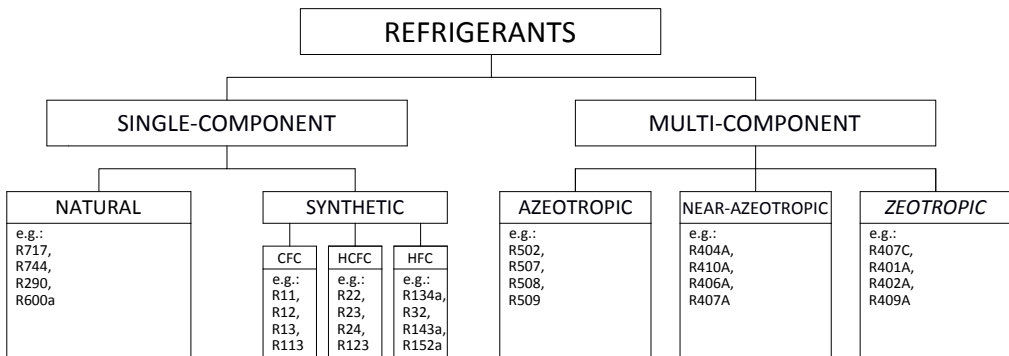 REFRIGERANTS
SINGLE-COMPONENT
MULTI-COMPONENT
NATURAL
e.g.:
R717,
R744,
R290,
R600a
SYNTHETIC
CFC
e.g.:
R11,
R12,
R13,
R113
HCFC
e.g.:
R22,
R23,
R24,
R123
HFC
e.g.:
R134a,
R32,
R143a,
R152a
AZEOTROPIC
e.g.:
R502,
R507,
R508,
R509
NEAR-AZEOTROPIC
e.g.:
R404A,
R410A,
R406A,
R407A
ZEOTROPIC
e.g.:
R407C,
R401A,
R402A,
R409A